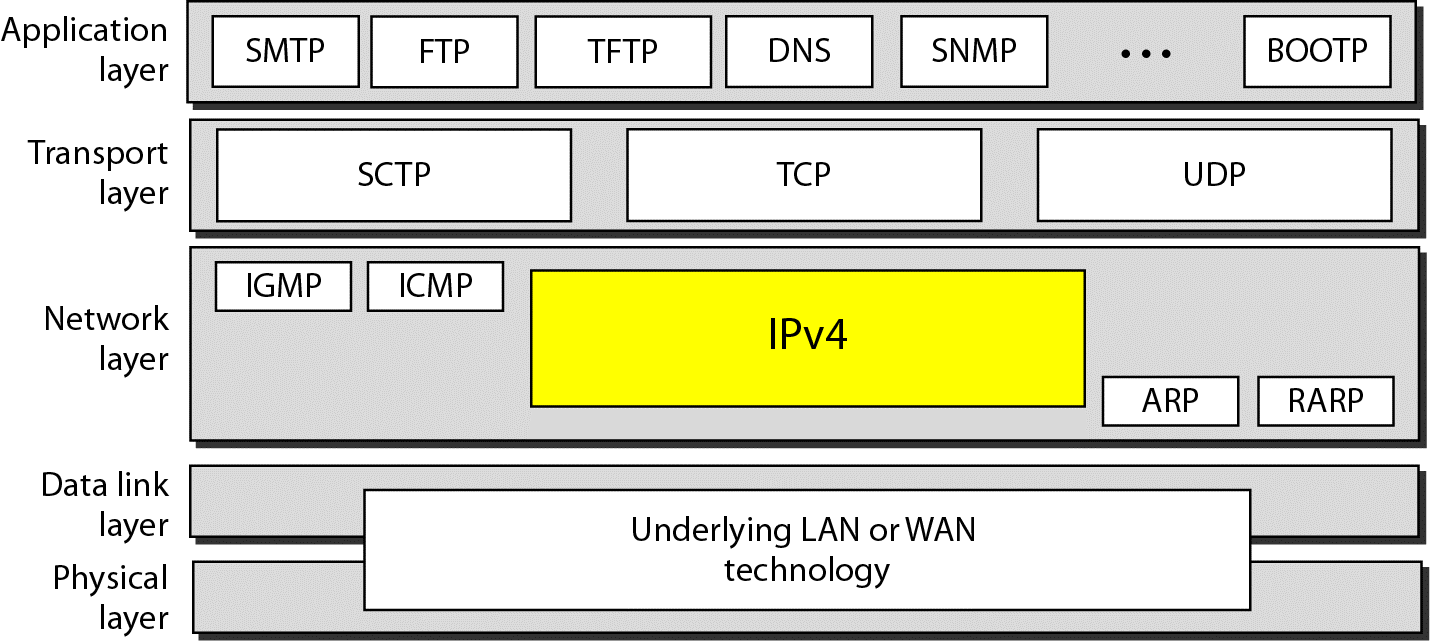 Application
layer
SMTP
FTP
TFTP
DNS
SNMP
...
BOOTP
Transport
layer
SCTP
TCP
UDP
Network
layer
IGMP
ICMP
IPv4
ARP
RARP
Data link
layer
Underlying LAN or WAN
technology
Physical
layer